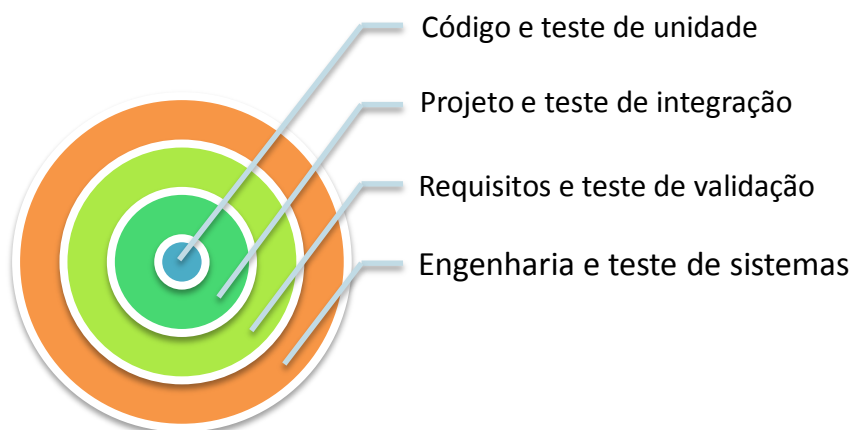 Código e teste de unidade
Projeto e teste de integração
Requisitos e teste de validação
Engenharia e teste de sistemas